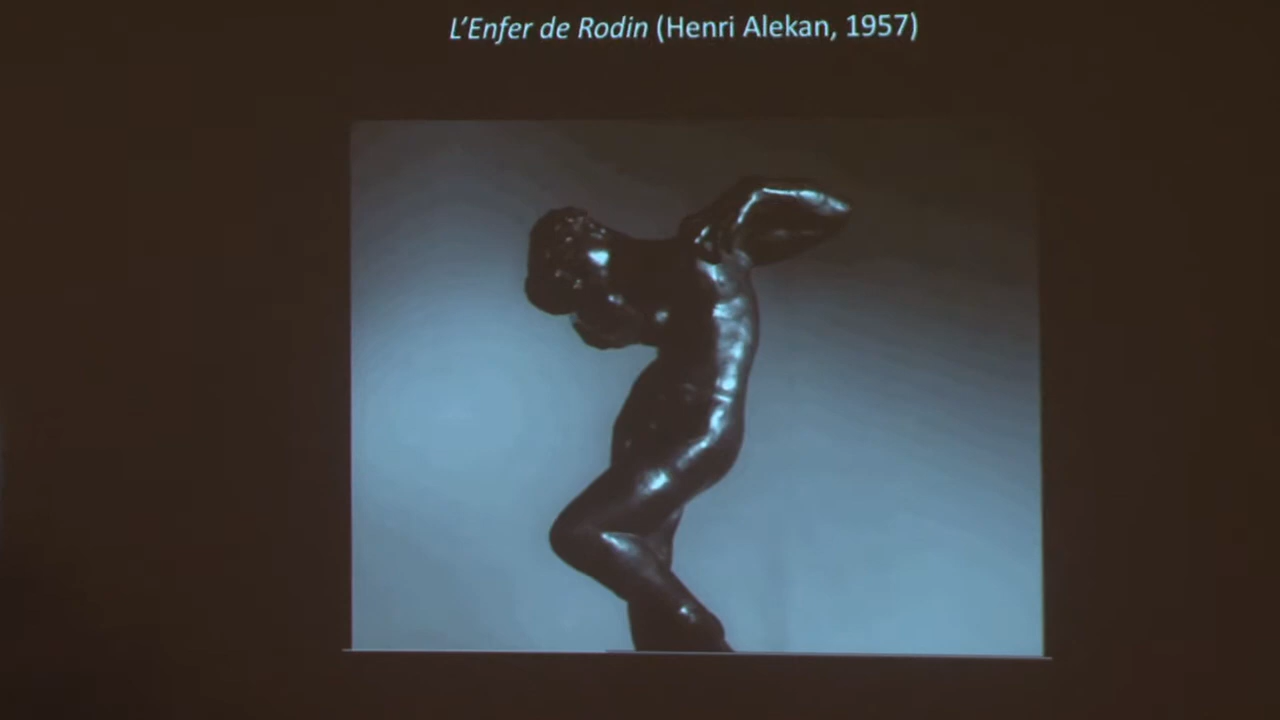 L’Enfer de Rodin (Henri Alekan, 1957)